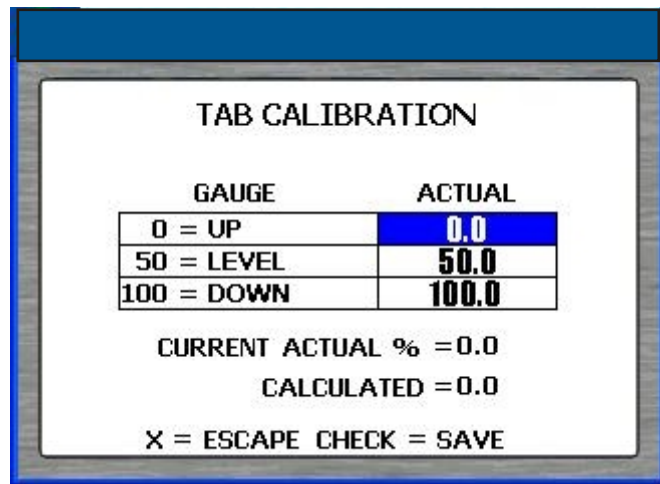 TAB CALIBRATION
GAUGE ACTUAL
0 = UP 0.0
50 = LEVEL 50.0
100 = DOWN 100.0
CURRENT ACTUAL % =0.0
CALCULATED =0.0
X = ESCAPE CHECK = SAVE